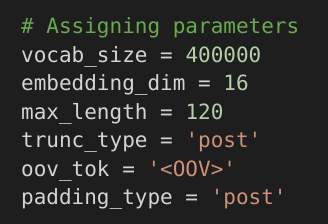 # Assigning parameters
vocab_size = 400000
embedding_dim = 16
max_length = 120
trunc_type = 'post'
oov_tok = '<OOV>'
padding_type = 'post'